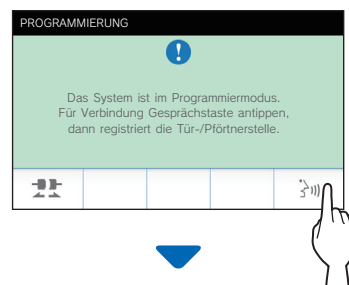 PROGRAMMIERUNG
Das System ist im Programmiermodus.
Für Verbindung Gesprächstaste antippen,
dann registriert die Tür-/Pförtnerstelle.